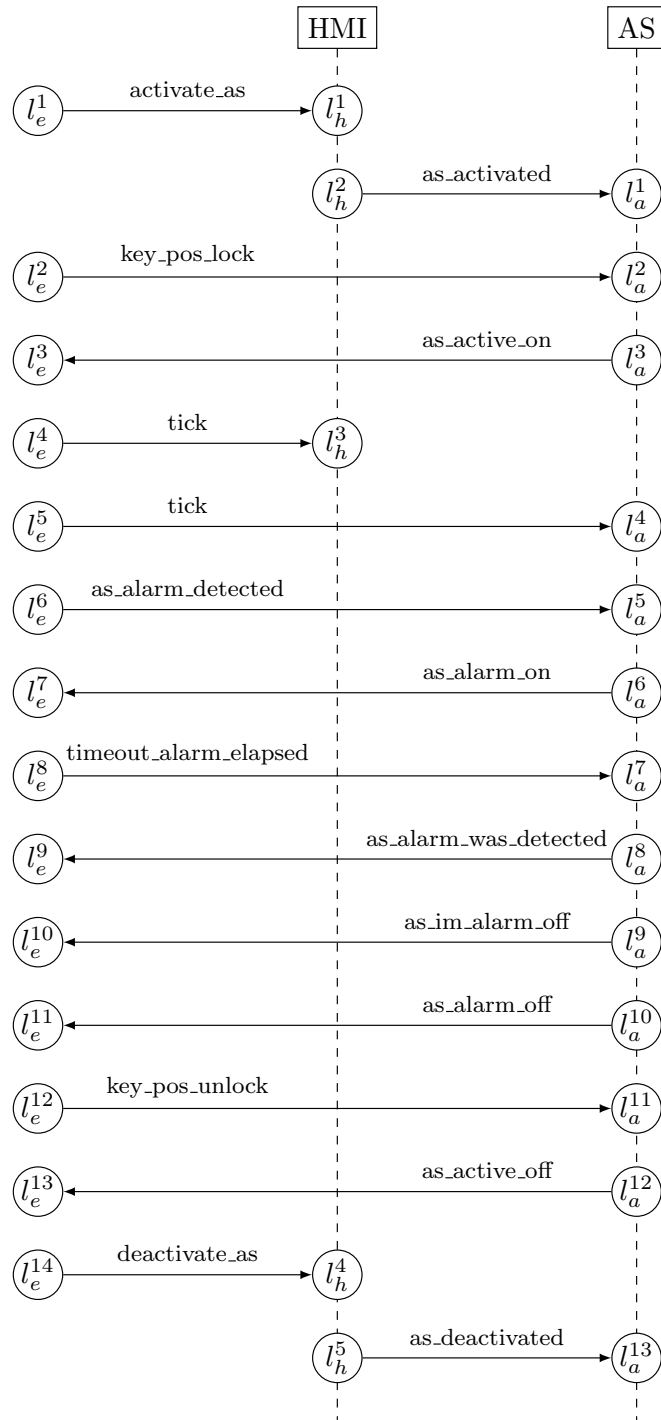 HMI AS
activate_as
l_e^1 l_h^1
as_activated
l_h^2 l_a^1
key_pos_lock
l_e^2 l_a^2
as_active_on
l_e^3 l_a^3
tick
l_e^4 l_h^3
tick
l_e^5 l_a^4
as_alarm_detected
l_e^6 l_a^5
as_alarm_on
l_e^7 l_a^6
timeout_alarm_elapsed
l_e^8 l_a^7
as_alarm_was_detected
l_e^9 l_a^8
as_im_alarm_off
l_e^10 l_a^9
as_alarm_off
l_e^11 l_a^10
key_pos_unlock
l_e^12 l_a^11
as_active_off
l_e^13 l_a^12
deactivate_as
l_e^14 l_h^4
as_deactivated
l_h^5 l_a^13